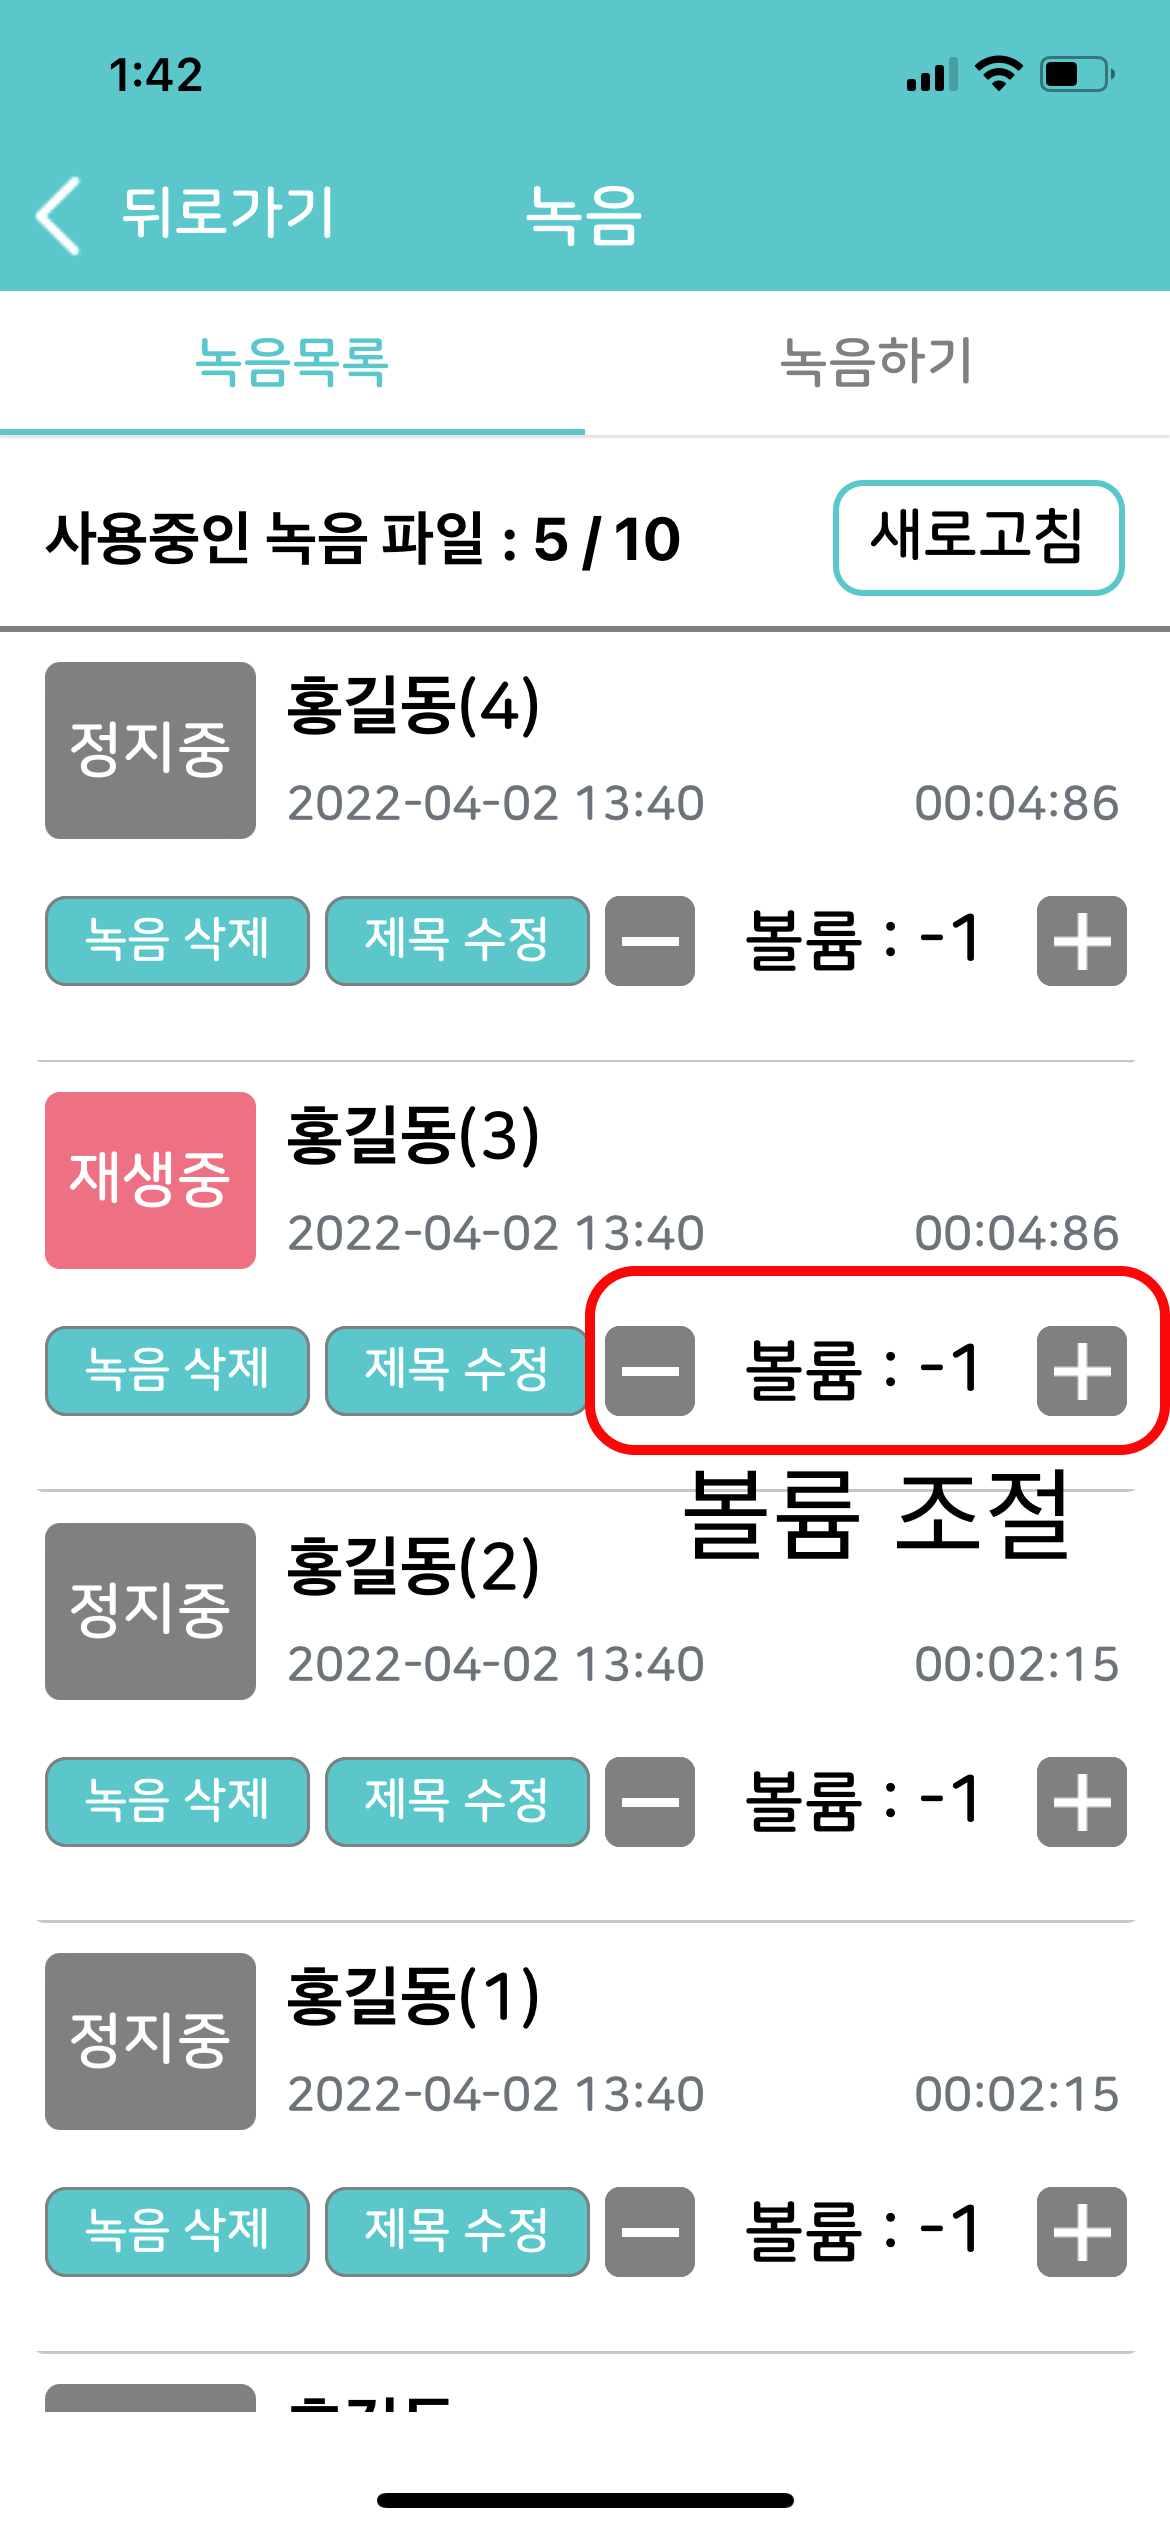 1:42
뒤로가기
녹음
녹음목록
녹음하기
사용중인 녹음 파일 : 5 / 10
새로고침
정지중
홍길동(4)
2022-04-02 13:40
00:04:86
녹음 삭제
제목 수정
볼륨 : -1
재생중
홍길동(3)
2022-04-02 13:40
00:04:86
녹음 삭제
제목 수정
볼륨 : -1
볼륨 조절
정지중
홍길동(2)
2022-04-02 13:40
00:02:15
녹음 삭제
제목 수정
볼륨 : -1
정지중
홍길동(1)
2022-04-02 13:40
00:02:15
녹음 삭제
제목 수정
볼륨 : -1